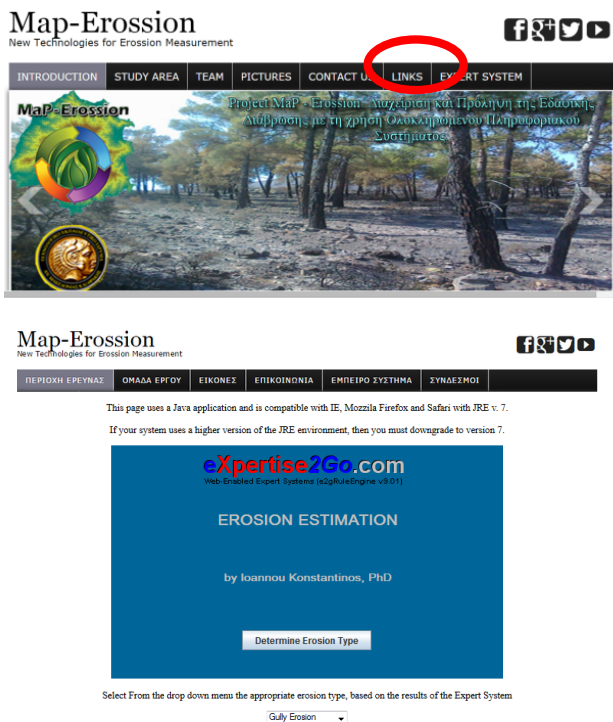 Map-Erossion
New Technologies for Erossion Measurement
INTRODUCTION STUDY AREA TEAM PICTURES CONTACT U LINKS EXPERT SYSTEM
MaP-Erossion
Project MaP - Erossion- Διαχείριση και Πρόληψη της Εδαφικής
Διάβρωσης με τη χρήση Ολοκληρωμένου Πληροφοριακού
Συστήματος
Map-Erossion
New Technologies for Erossion Measurement
ΠΕΡΙΟΧΗ ΕΡΕΥΝΑΣ ΟΜΑΔΑ ΕΡΓΟΥ ΕΙΚΟΝΕΣ ΕΠΙΚΟΙΝΩΝΙΑ ΕΜΠΕΙΡΟ ΣΥΣΤΗΜΑ ΣΥΝΔΕΣΜΟΙ
This page uses a Java application and is compatible with IE, Mozzila Firefox and Safari with JRE v. 7.
If your system uses a higher version of the JRE environment, then you must downgrade to version 7.
eXpertise2Go.com
Web-Enabled Expert Systems (e2gRuleEngine v9.01)
EROSION ESTIMATION
by Ioannou Konstantinos, PhD
Determine Erosion Type
Select From the drop down menu the appropriate erosion type, based on the results of the Expert System
Gully Erosion